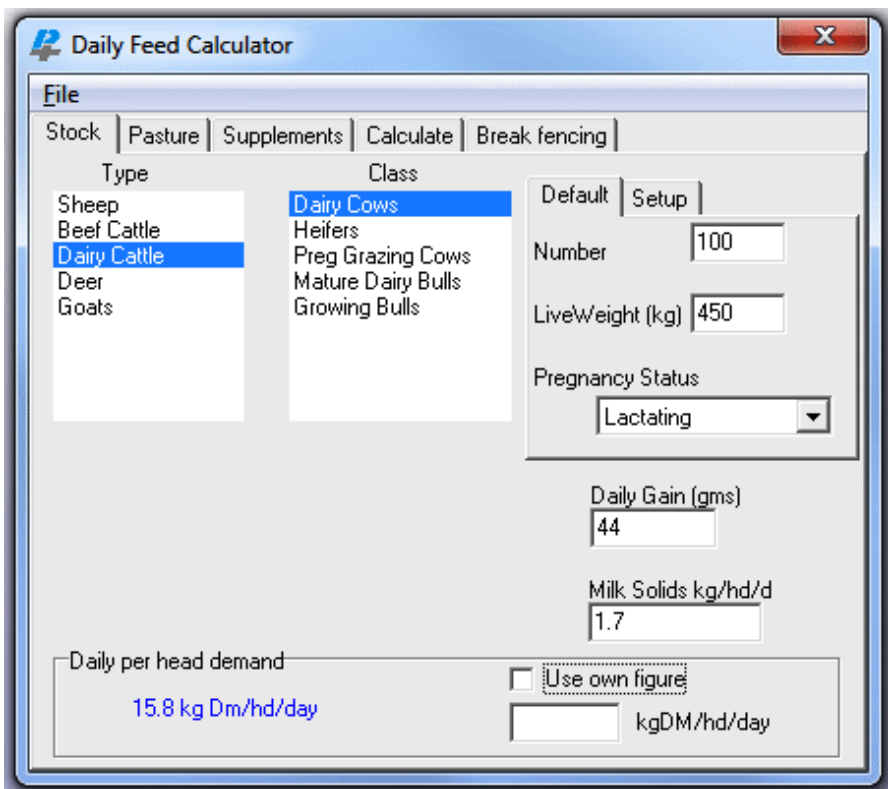 Daily Feed Calculator
File
Stock Pasture Supplements Calculate Break fencing
Type
Sheep
Beef Cattle
Dairy Cattle
Deer
Goats
Class
Dairy Cows
Heifers
Preg Grazing Cows
Mature Dairy Bulls
Growing Bulls
Default Setup
Number 100
LiveWeight (kg) 450
Pregnancy Status
Lactating
Daily Gain (gms)
44
Milk Solids kg/hd/d
1.7
Daily per head demand
15.8 kg Dm/hd/day
Use own figure
kgDM/hd/day